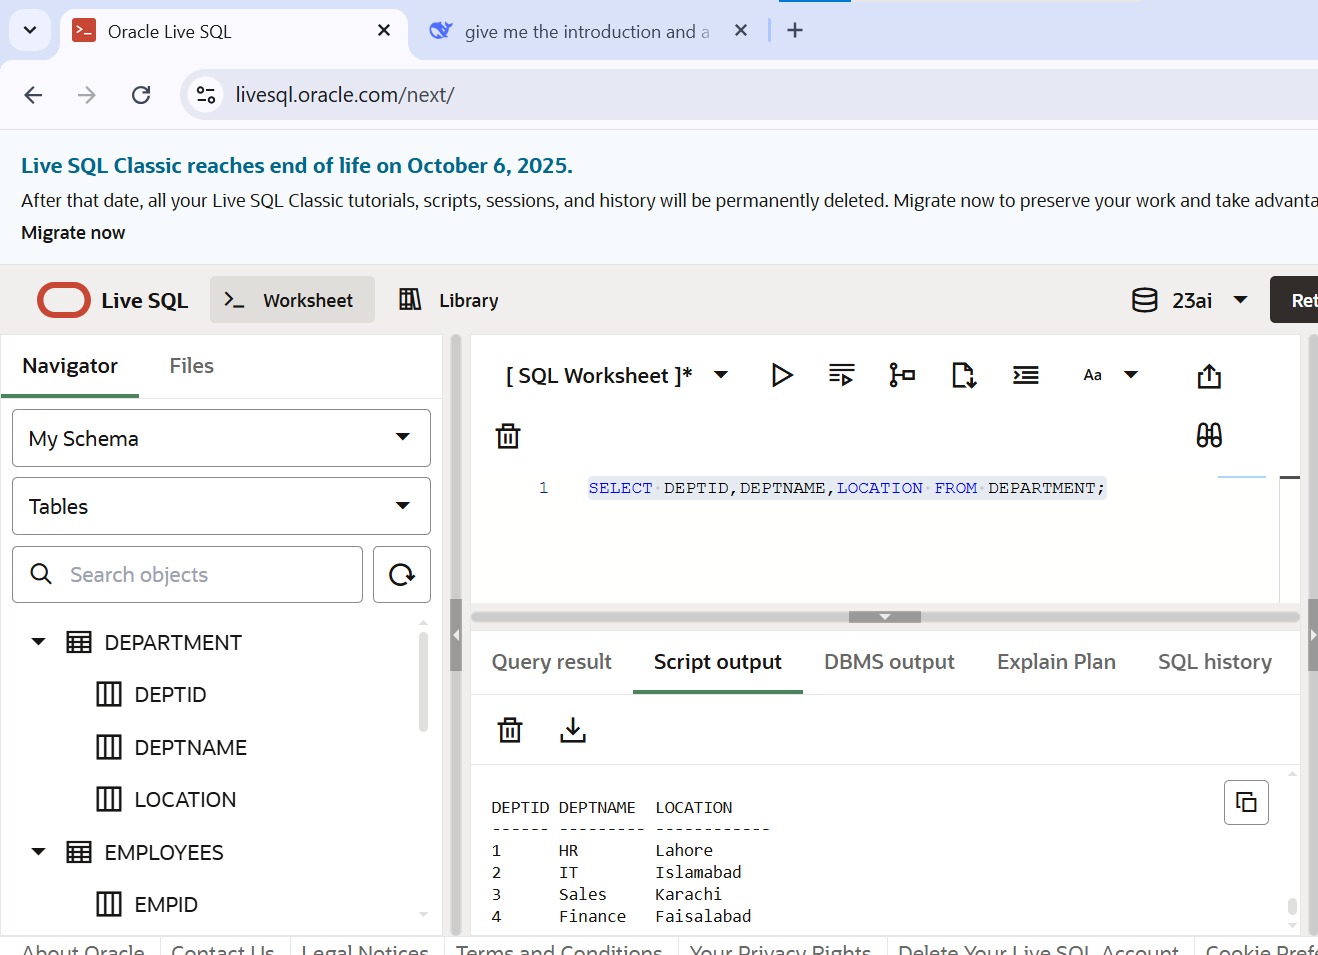 Oracle Live SQL
give me the introduction and a
livesql.oracle.com/next/
Live SQL Classic reaches end of life on October 6, 2025.
After that date, all your Live SQL Classic tutorials, scripts, sessions, and history will be permanently deleted. Migrate now to preserve your work and take advanta
Migrate now
Live SQL
Worksheet
Library
23ai
Ret
Navigator
Files
My Schema
Tables
Search objects
DEPARTMENT
DEPTID
DEPTNAME
LOCATION
EMPLOYEES
EMPID
[ SQL Worksheet ]*
Aa
1 SELECT DEPTID,DEPTNAME,LOCATION FROM DEPARTMENT;
Query result
Script output
DBMS output
Explain Plan
SQL history
DEPTID DEPTNAME LOCATION
------ --------- ------------
1 HR Lahore
2 IT Islamabad
3 Sales Karachi
4 Finance Faisalabad
About Oracle
Contact Us
Legal Notices
Terms and Conditions
Your Privacy Rights
Delete Your Live SQL Account
Cookie Prefe